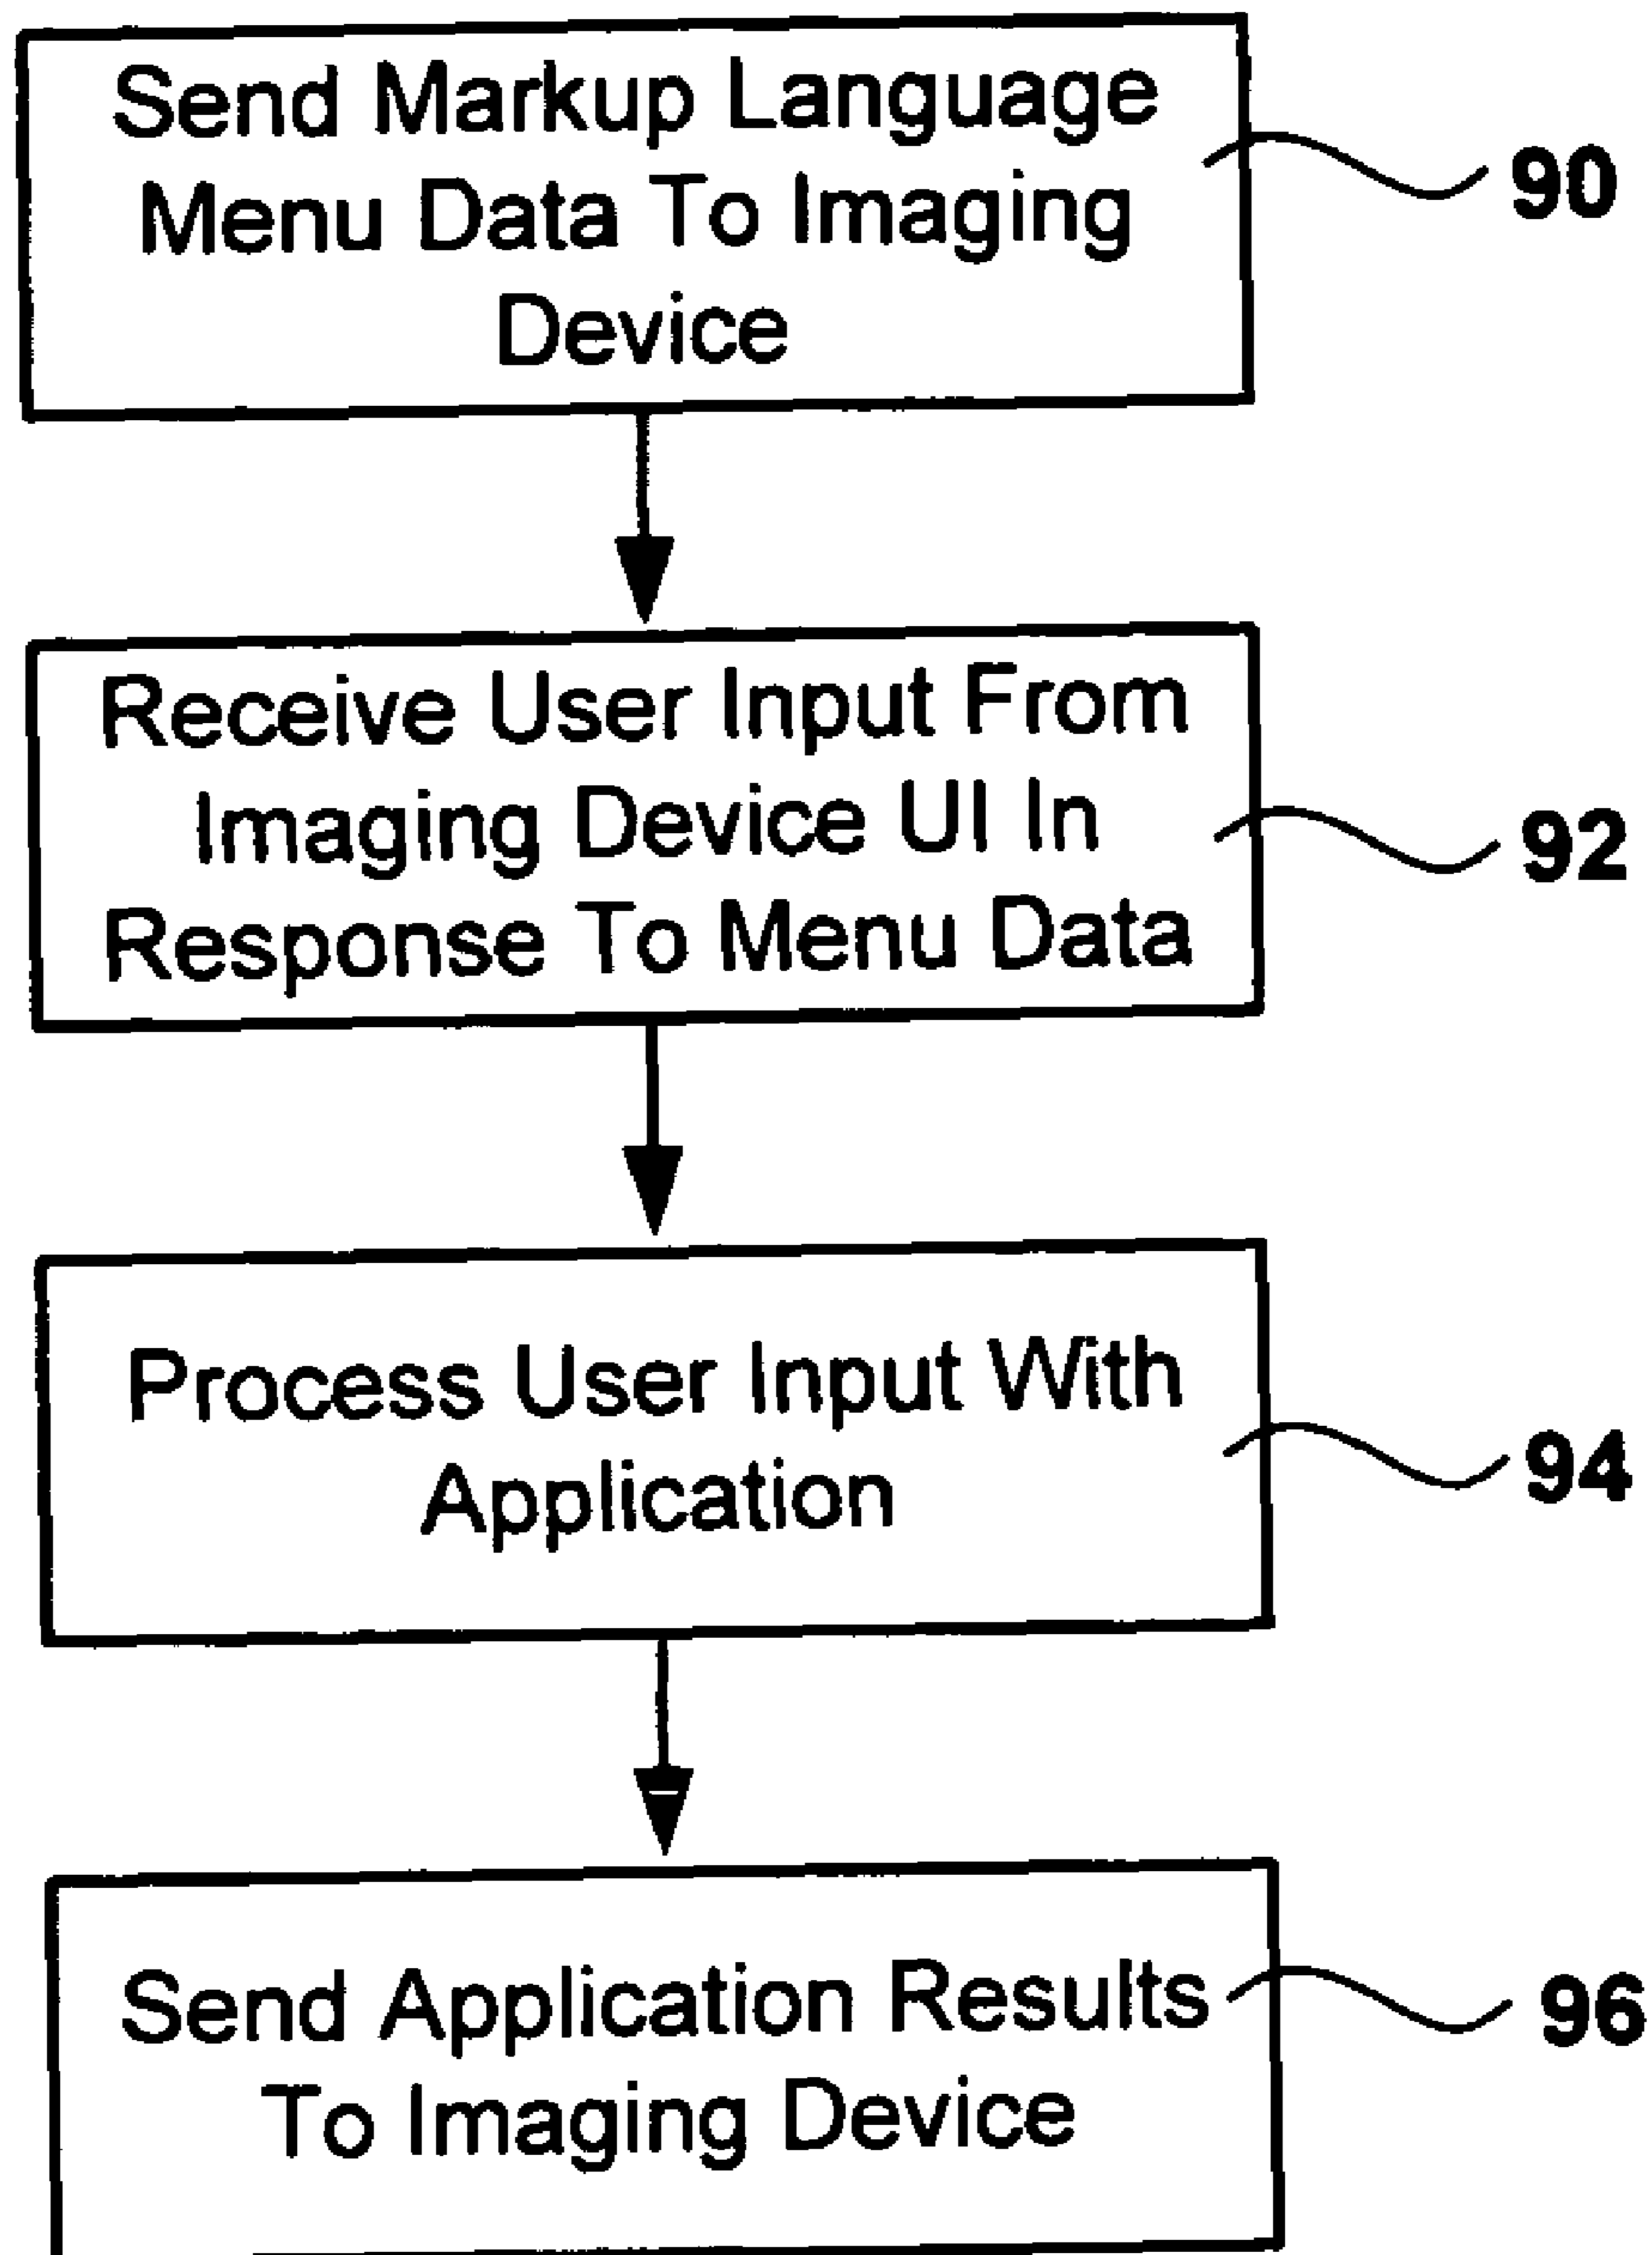 Send Markup Language
Menu Data To Imaging
Device
90
Receive User Input From
Imaging Device UI In
Response To Menu Data
92
Process User Input With
Application
94
Send Application Results
To Imaging Device
96